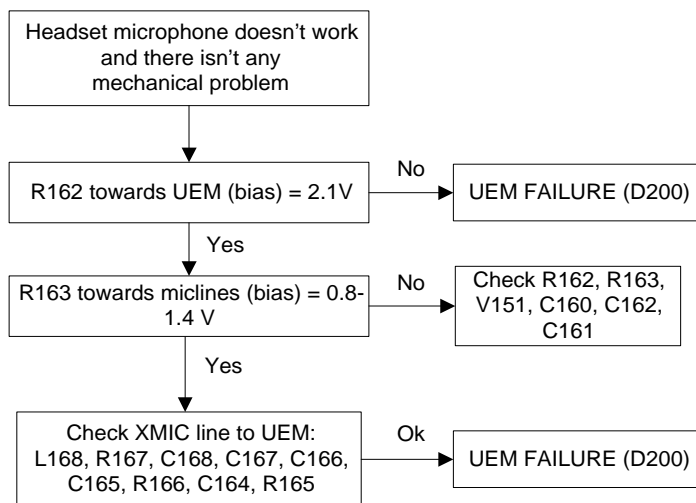 Headset microphone doesn't work
and there isn't any
mechanical problem
R162 towards UEM (bias) = 2.1V
No
UEM FAILURE (D200)
Yes
R163 towards miclines (bias) = 0.8-
1.4 V
No
Check R162, R163,
V151, C160, C162,
C161
Yes
Check XMIC line to UEM:
L168, R167, C168, C167, C166,
C165, R166, C164, R165
Ok
UEM FAILURE (D200)